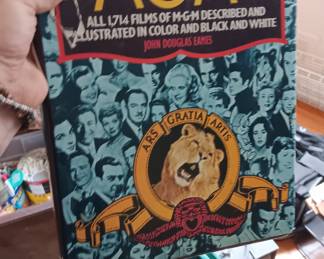 ALL 1,714 FILMS OF M·G·M DESCRIBED AND
ILLUSTRATED IN COLOR AND BLACK AND WHITE
JOHN DOUGLAS EAMES
ARS GRATIA ARTIS